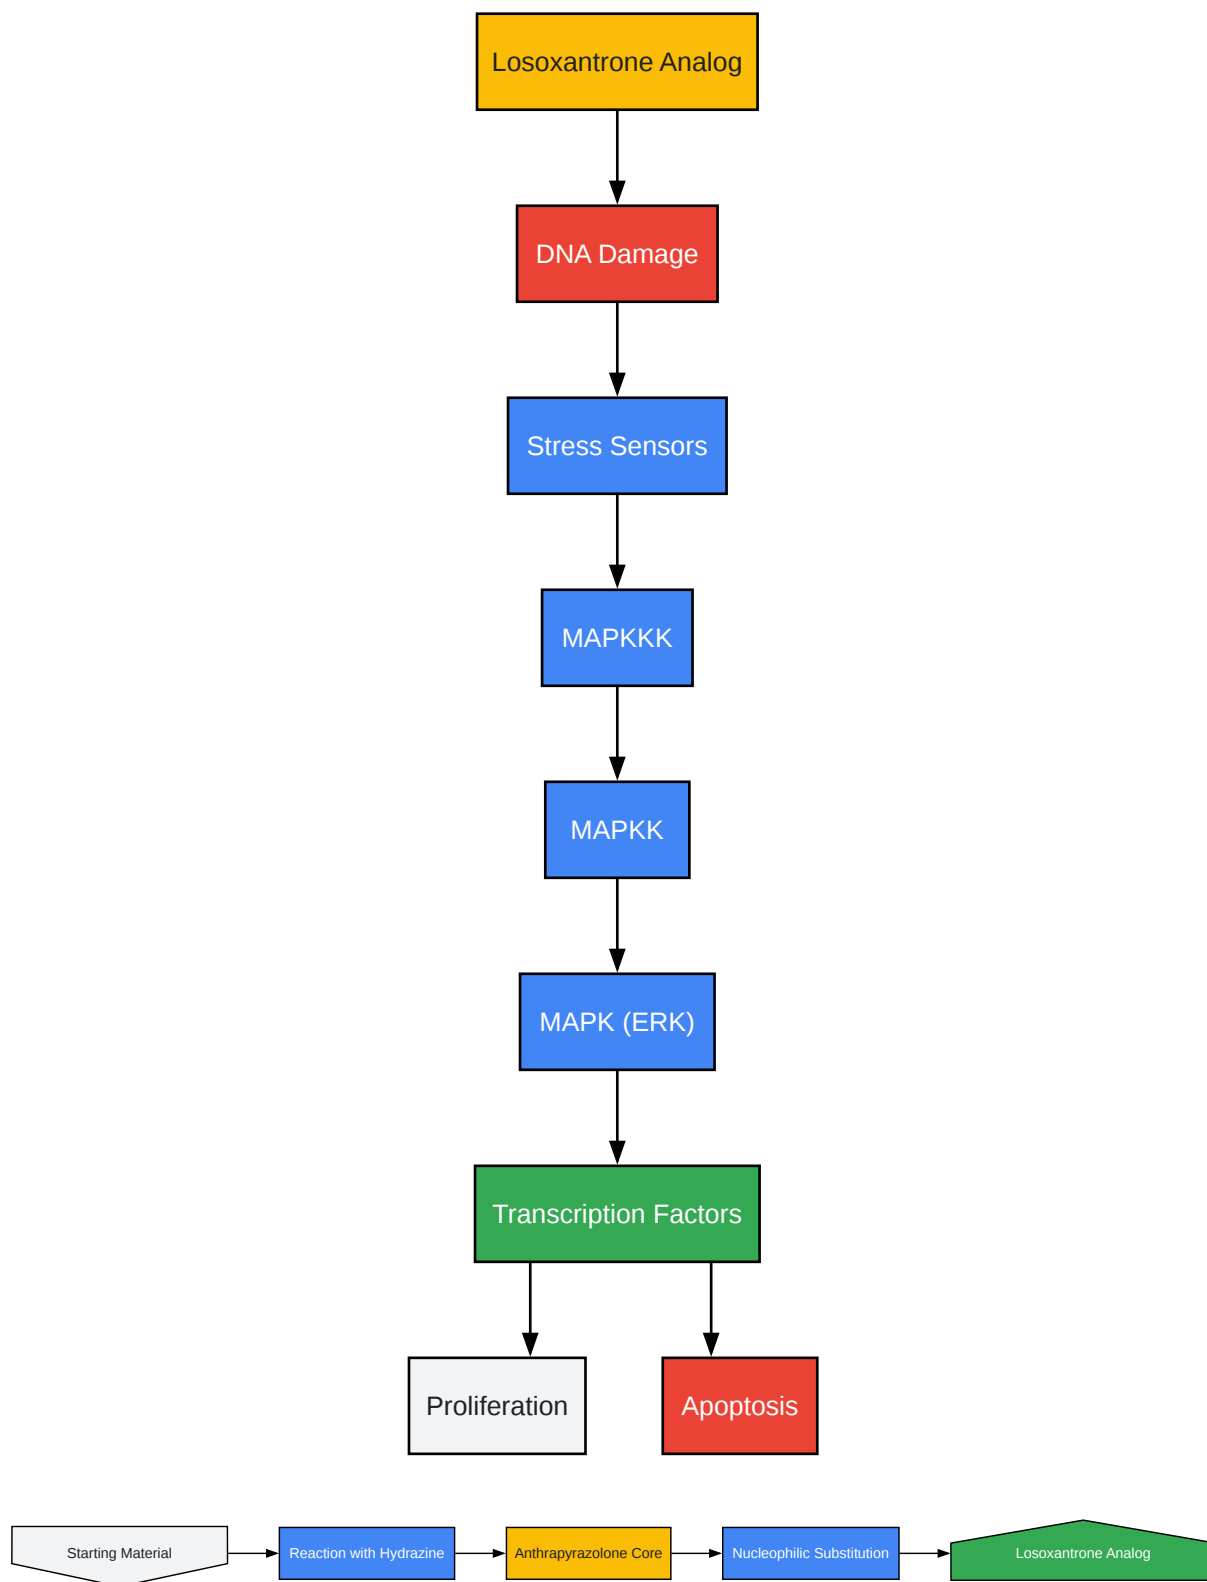 Losoxantrone Analog
DNA Damage
Stress Sensors
MAPKKK
MAPKK
MAPK (ERK)
Transcription Factors
Proliferation
Apoptosis
Starting Material
Reaction with Hydrazine
Anthrapyrazolone Core
Nucleophilic Substitution
Losoxantrone Analog